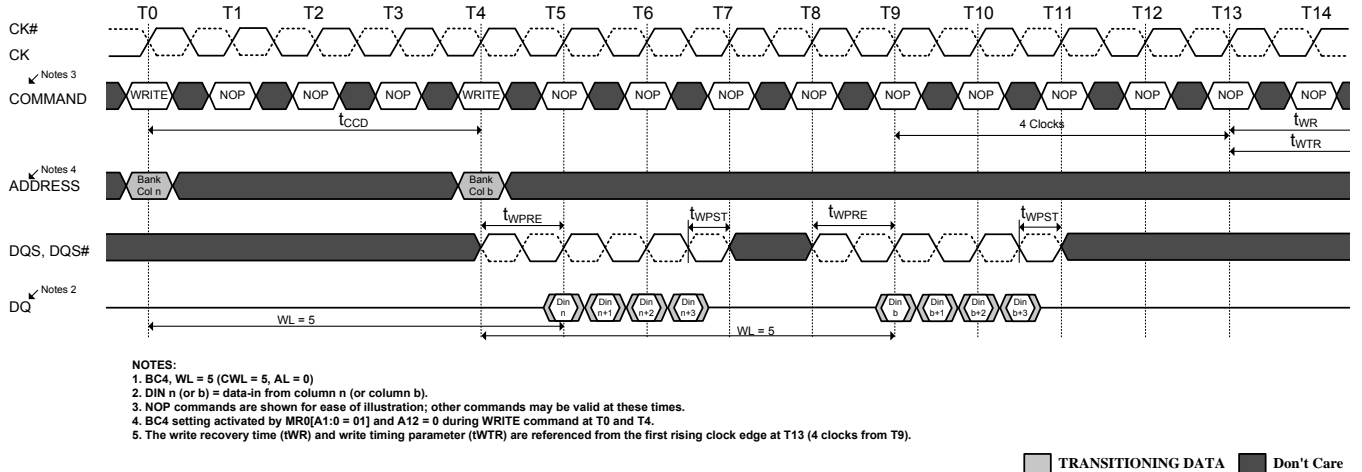 T0 T1 T2 T3 T4 T5 T6 T7 T8 T9 T10 T11 T12 T13 T14
CK#
CK
Notes 3
COMMAND WRITE NOP NOP NOP WRITE NOP NOP NOP NOP NOP NOP NOP NOP NOP NOP
tCCD 4 Clocks tWR
tWTR
Notes 4
ADDRESS
Bank Col n
Bank Col b
tWPRE tWPST tWPRE tWPST
DQS, DQS#
Notes 2
DQ
Din n
Din n+1
Din n+2
Din n+3
Din b
Din b+1
Din b+2
Din b+3
WL = 5
WL = 5
NOTES:
1. BC4, WL = 5 (CWL = 5, AL = 0)
2. DIN n (or b) = data-in from column n (or column b).
3. NOP commands are shown for ease of illustration; other commands may be valid at these times.
4. BC4 setting activated by MR0[A1:0 = 01] and A12 = 0 during WRITE command at T0 and T4.
5. The write recovery time (tWR) and write timing parameter (tWTR) are referenced from the first rising clock edge at T13 (4 clocks from T9).
TRANSITIONING DATA Don't Care